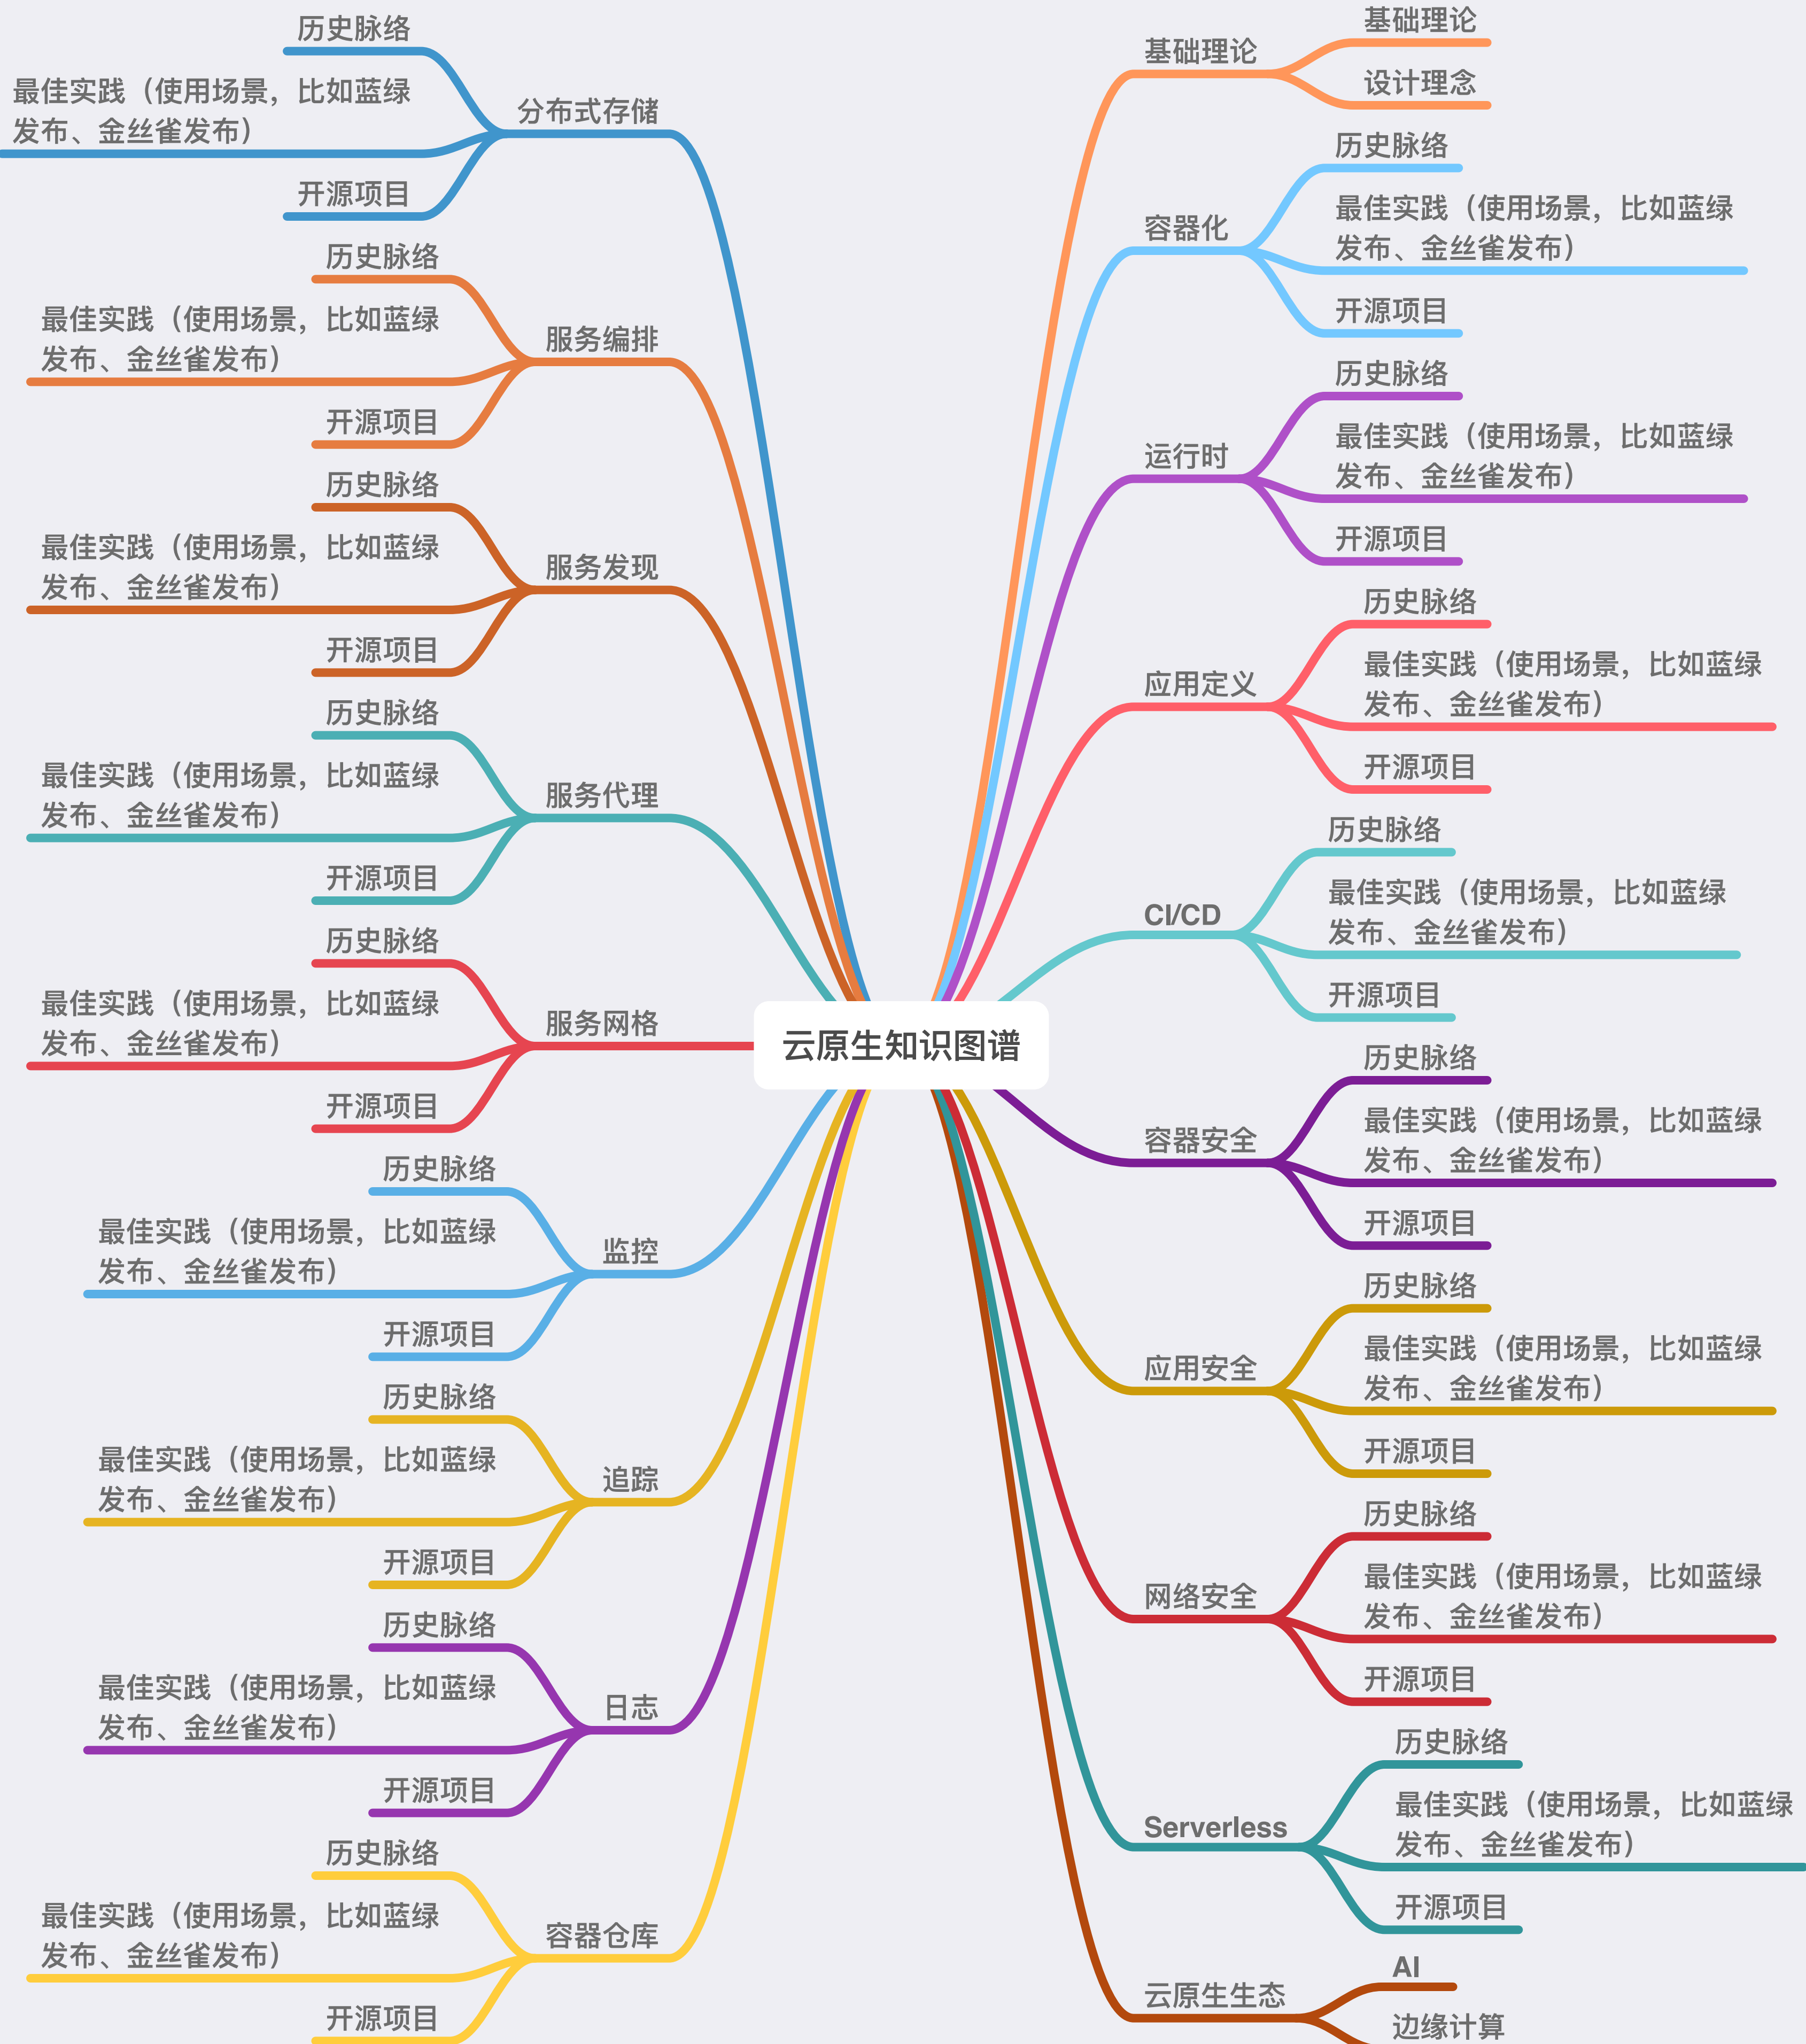 云原生知识图谱
基础理论
基础理论
设计理念
容器化
历史脉络
最佳实践（使用场景，比如蓝绿
发布、金丝雀发布）
开源项目
运行时
历史脉络
最佳实践（使用场景，比如蓝绿
发布、金丝雀发布）
开源项目
应用定义
历史脉络
最佳实践（使用场景，比如蓝绿
发布、金丝雀发布）
开源项目
CI/CD
历史脉络
最佳实践（使用场景，比如蓝绿
发布、金丝雀发布）
开源项目
容器安全
历史脉络
最佳实践（使用场景，比如蓝绿
发布、金丝雀发布）
开源项目
应用安全
历史脉络
最佳实践（使用场景，比如蓝绿
发布、金丝雀发布）
开源项目
网络安全
历史脉络
最佳实践（使用场景，比如蓝绿
发布、金丝雀发布）
开源项目
Serverless
历史脉络
最佳实践（使用场景，比如蓝绿
发布、金丝雀发布）
开源项目
云原生生态
AI
边缘计算
分布式存储
历史脉络
最佳实践（使用场景，比如蓝绿
发布、金丝雀发布）
开源项目
服务编排
历史脉络
最佳实践（使用场景，比如蓝绿
发布、金丝雀发布）
开源项目
服务发现
历史脉络
最佳实践（使用场景，比如蓝绿
发布、金丝雀发布）
开源项目
服务代理
历史脉络
最佳实践（使用场景，比如蓝绿
发布、金丝雀发布）
开源项目
服务网格
历史脉络
最佳实践（使用场景，比如蓝绿
发布、金丝雀发布）
开源项目
监控
历史脉络
最佳实践（使用场景，比如蓝绿
发布、金丝雀发布）
开源项目
追踪
历史脉络
最佳实践（使用场景，比如蓝绿
发布、金丝雀发布）
开源项目
日志
历史脉络
最佳实践（使用场景，比如蓝绿
发布、金丝雀发布）
开源项目
容器仓库
历史脉络
最佳实践（使用场景，比如蓝绿
发布、金丝雀发布）
开源项目